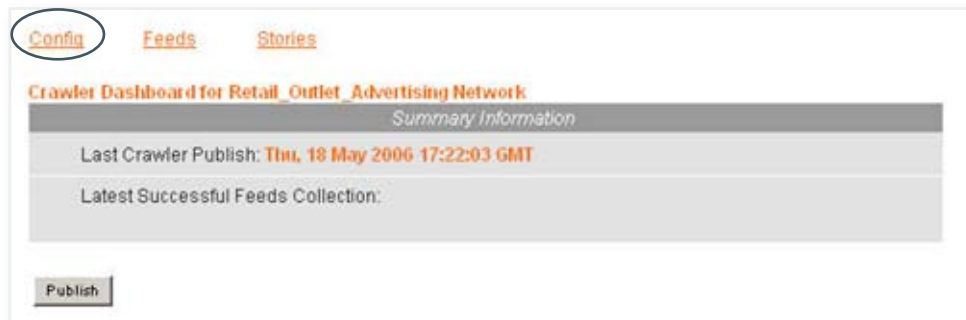 Config Feeds Stories
Crawler Dashboard for Retail_Outlet_Advertising Network
Summary Information
Last Crawler Publish: Thu, 18 May 2006 17:22:03 GMT
Latest Successful Feeds Collection:
Publish